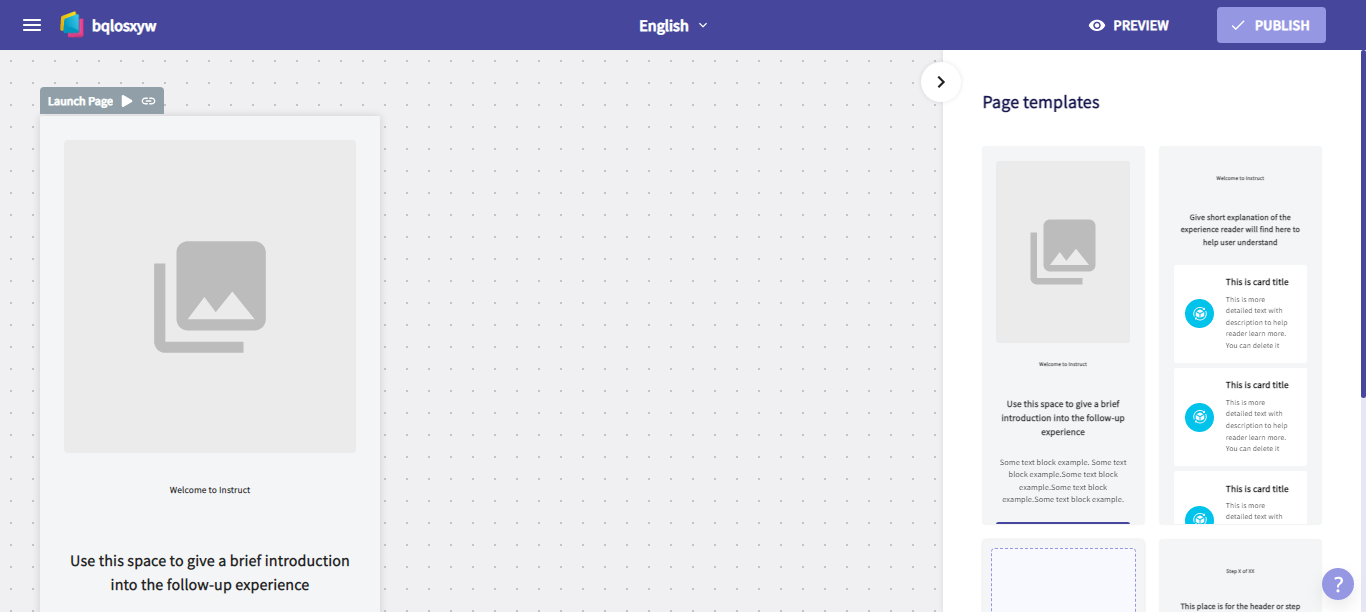 bqlosxyw
English
PREVIEW
PUBLISH
Launch Page
Welcome to Instruct
Use this space to give a brief introduction
into the follow-up experience
Page templates
Welcome to Instruct
Use this space to give a brief
introduction into the follow-up
experience
Some text block example. Some text
block example.Some text block
example.Some text block
example.Some text block example.
Welcome to Instruct
Give short explanation of the
experience reader will find here to
help user understand
This is card title
This is more
detailed text with
description to help
reader learn more.
You can delete it
This is card title
This is more
detailed text with
description to help
reader learn more.
You can delete it
This is card title
This is more
detailed text with
Step X of XX
This place is for the header or step
?